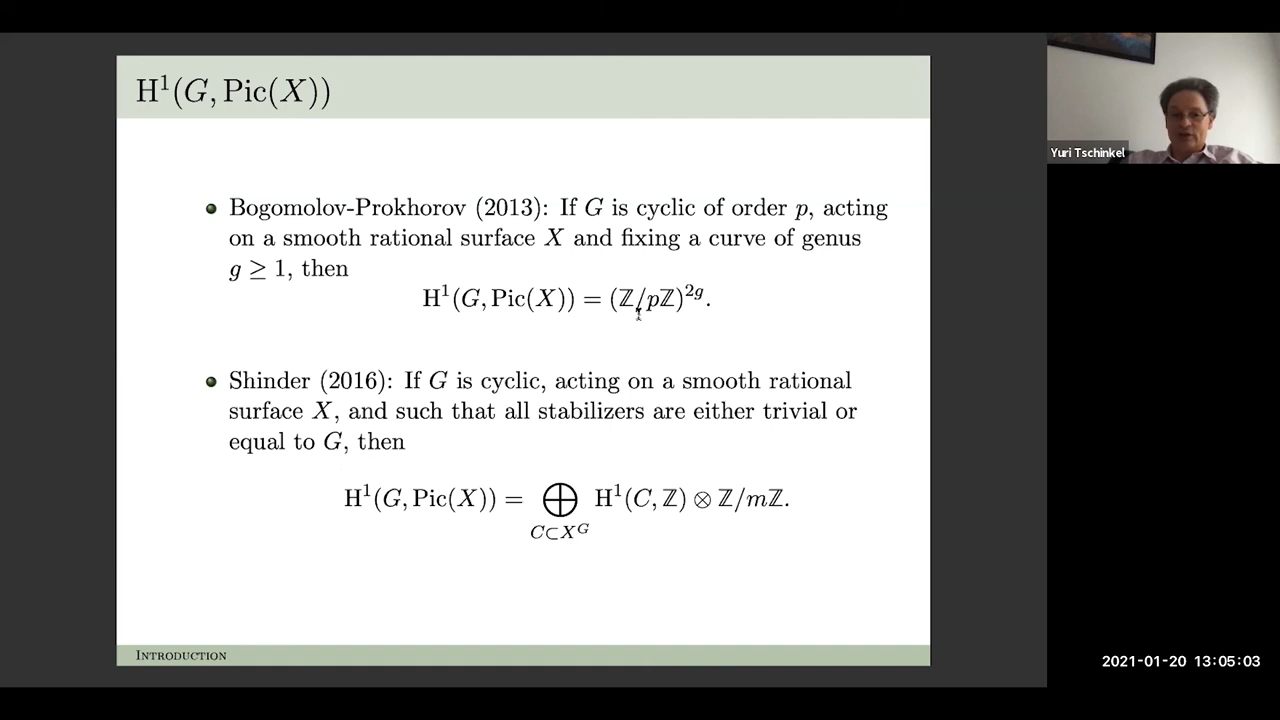 H¹(G, Pic(X))
Bogomolov-Prokhorov (2013): If G is cyclic of order p, acting
on a smooth rational surface X and fixing a curve of genus
g ≥ 1, then
H¹(G, Pic(X)) = (ℤ/pℤ)²ᵍ.
Shinder (2016): If G is cyclic, acting on a smooth rational
surface X, and such that all stabilizers are either trivial or
equal to G, then
H¹(G, Pic(X)) = ⨁ H¹(C, ℤ) ⊗ ℤ/mℤ.
C⊂Xᴳ
Introduction
Yuri Tschinkel
2021-01-20 13:05:03